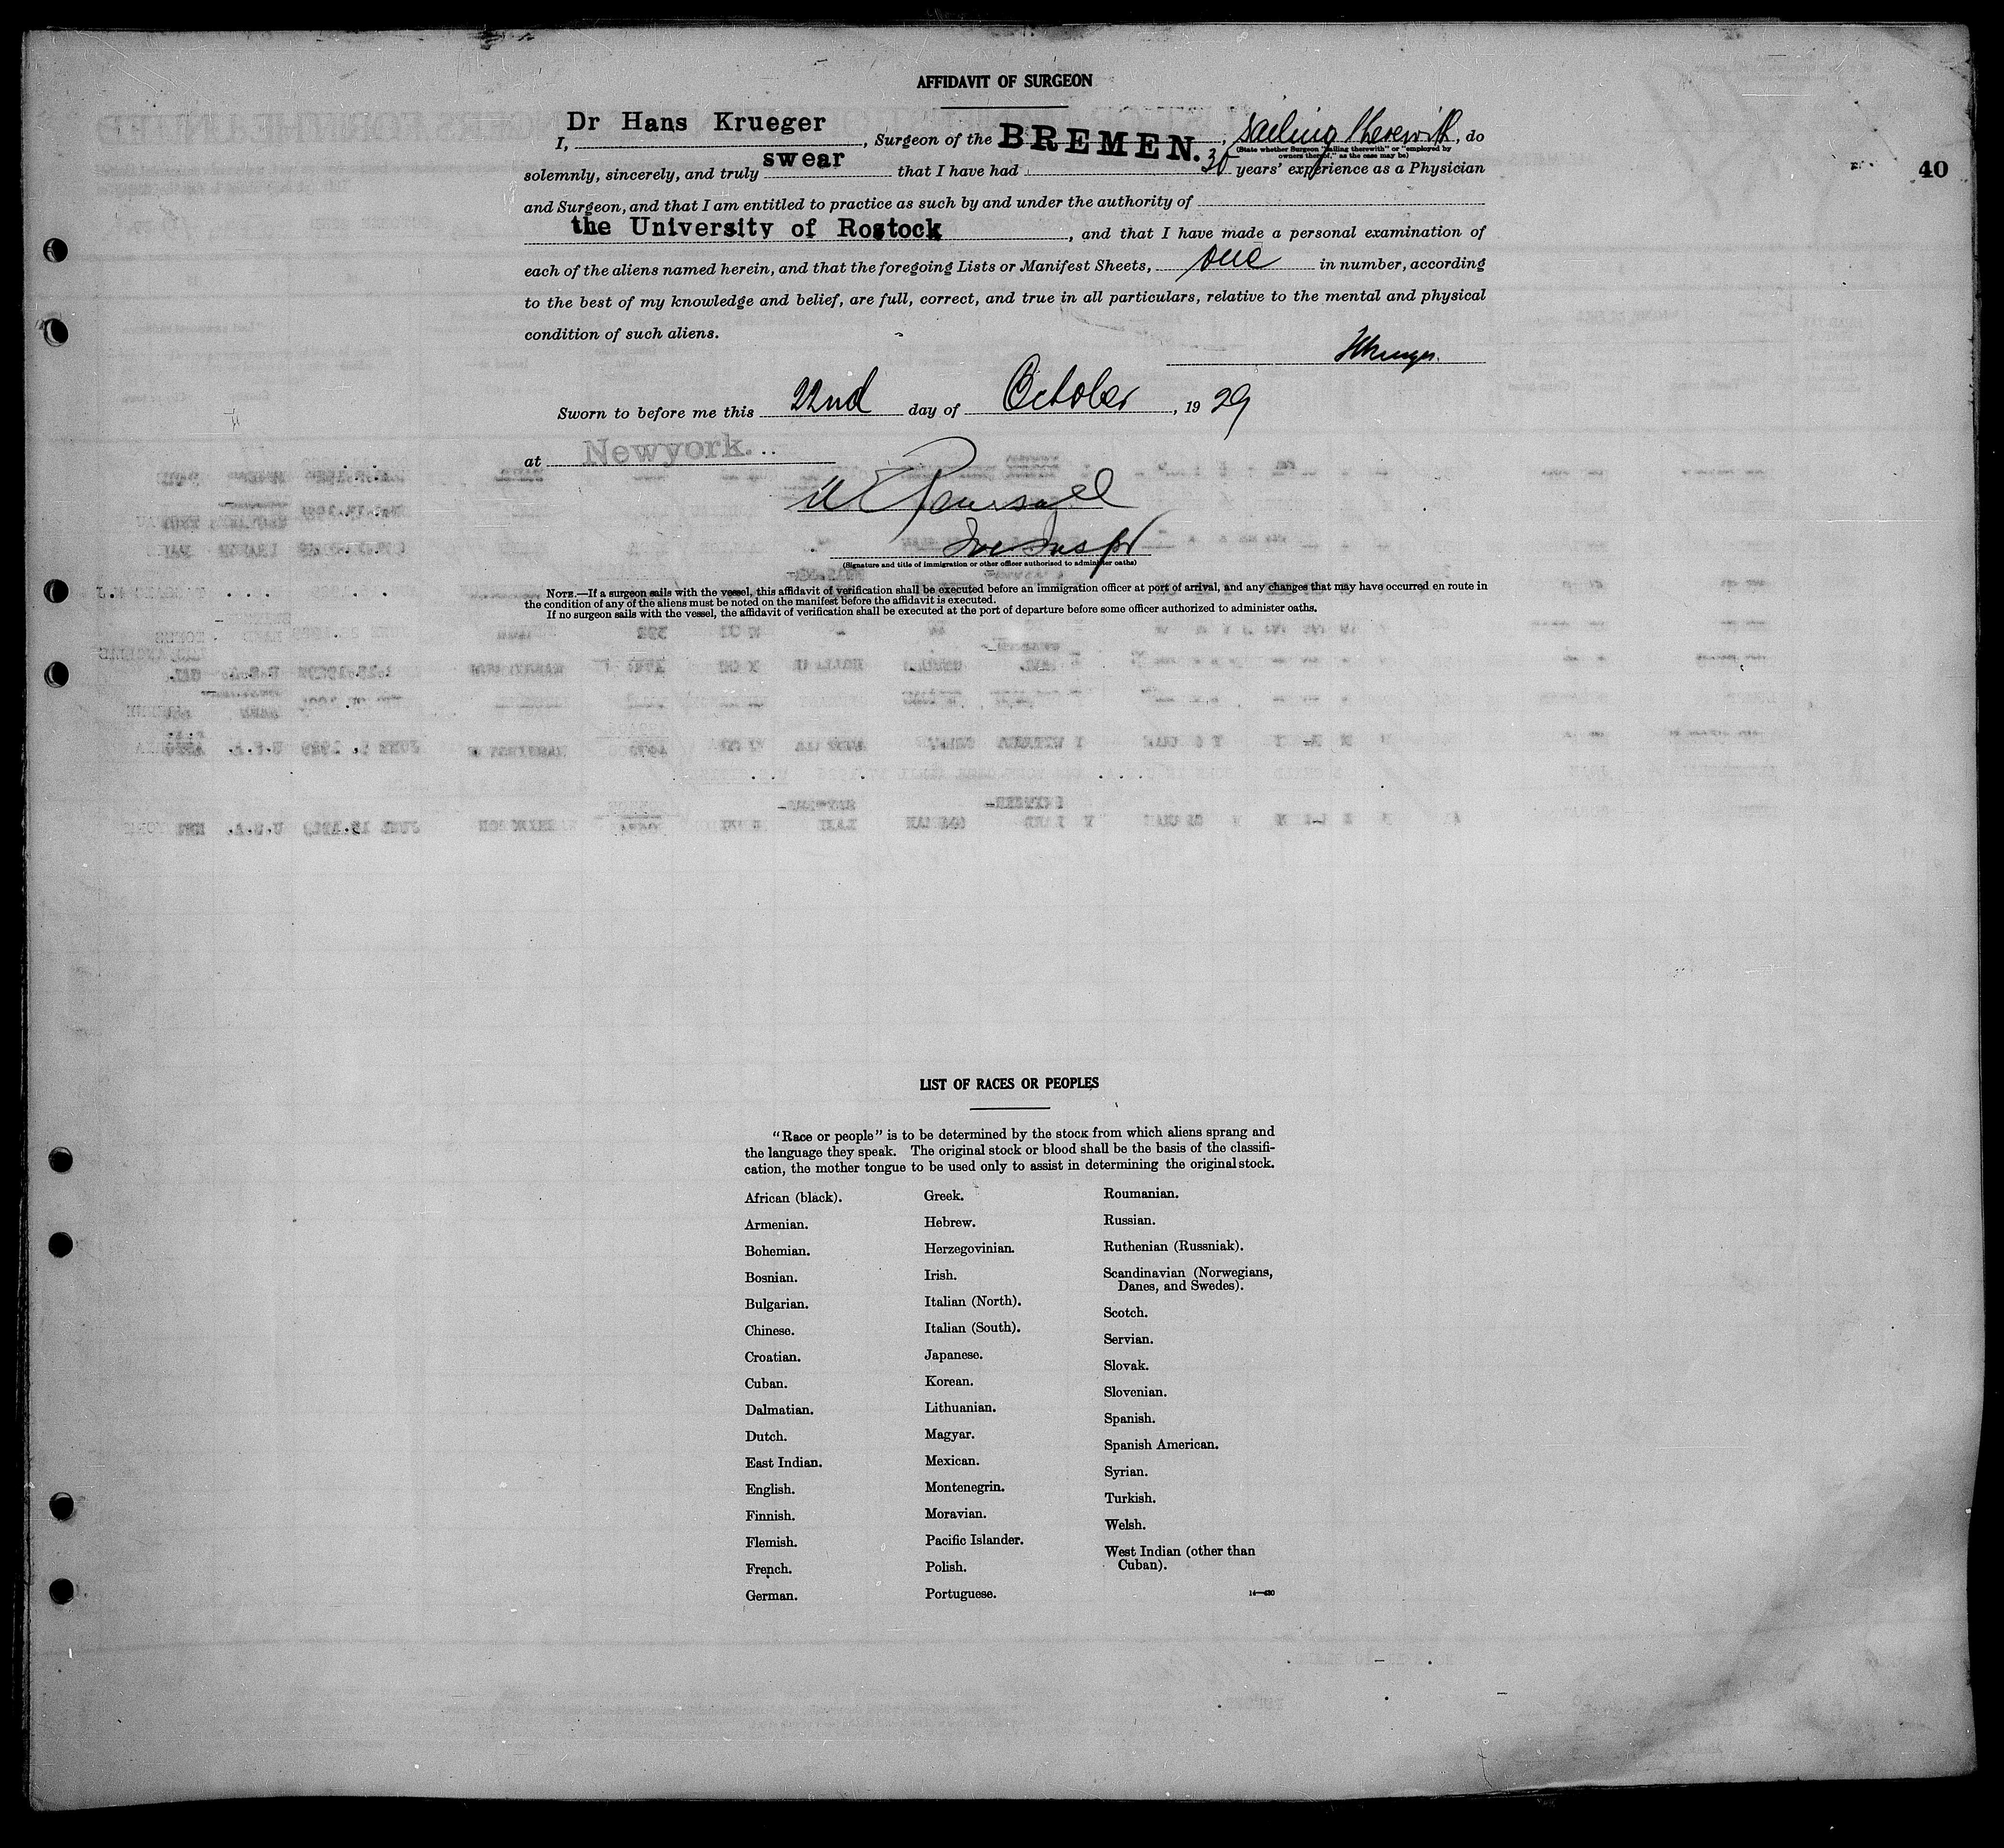 AFFIDAVIT OF SURGEON
I, Dr Hans Krueger, Surgeon of the BREMEN., sailing therewith, do
(State whether Surgeon "sailing therewith" or "employed by
owners thereof," as the case may be)
40
solemnly, sincerely, and truly swear that I have had 30 years' experience as a Physician
and Surgeon, and that I am entitled to practice as such by and under the authority of
the University of Rostock, and that I have made a personal examination of
each of the aliens named herein, and that the foregoing Lists or Manifest Sheets, one in number, according
to the best of my knowledge and belief, are full, correct, and true in all particulars, relative to the mental and physical
condition of such aliens.
Sworn to before me this 22nd day of October, 1929
at Newyork...
(Signature and title of immigration or other officer authorized to administer oaths)
NOTE.—If a surgeon sails with the vessel, this affidavit of verification shall be executed before an immigration officer at port of arrival, and any changes that may have occurred en route in
the condition of any of the aliens must be noted on the manifest before the affidavit is executed.
If no surgeon sails with the vessel, the affidavit of verification shall be executed at the port of departure before some officer authorized to administer oaths.
LIST OF RACES OR PEOPLES
"Race or people" is to be determined by the stock from which aliens sprang and
the language they speak. The original stock or blood shall be the basis of the classifi-
cation, the mother tongue to be used only to assist in determining the original stock.
African (black).
Armenian.
Bohemian.
Bosnian.
Bulgarian.
Chinese.
Croatian.
Cuban.
Dalmatian.
Dutch.
East Indian.
English.
Finnish.
Flemish.
French.
German.
Greek.
Hebrew.
Herzegovinian.
Irish.
Italian (North).
Italian (South).
Japanese.
Korean.
Lithuanian.
Magyar.
Mexican.
Montenegrin.
Moravian.
Pacific Islander.
Polish.
Portuguese.
Roumanian.
Russian.
Ruthenian (Russniak).
Scandinavian (Norwegians,
Danes, and Swedes).
Scotch.
Servian.
Slovak.
Slovenian.
Spanish.
Spanish American.
Syrian.
Turkish.
Welsh.
West Indian (other than
Cuban).